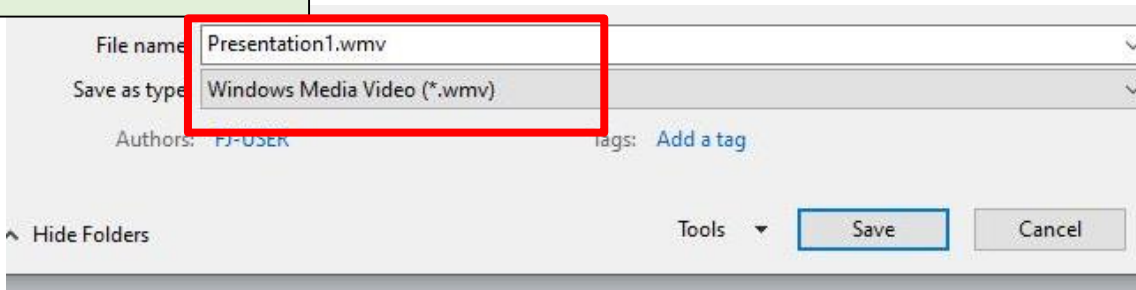 File name Presentation1.wmv
Save as type Windows Media Video (*.wmv)
Authors: FJ-USER Tags: Add a tag
Hide Folders Tools Save Cancel